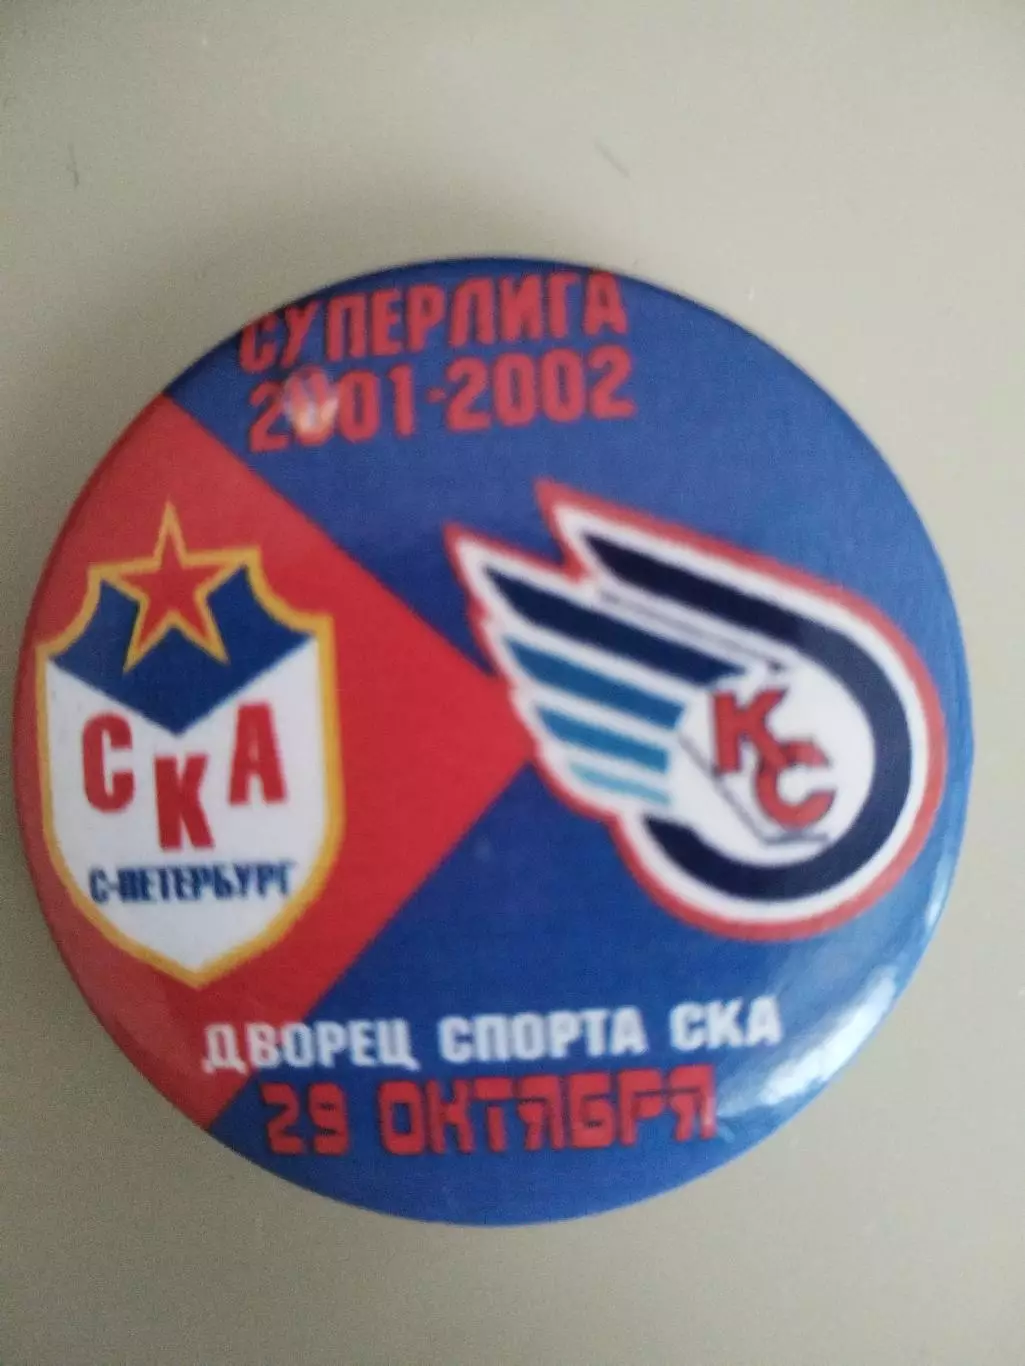 СУПЕРЛИГА
2001-2002
СКА
С-ПЕТЕРБУРГ
КС
ДВОРЕЦ СПОРТА СКА
29 ОКТЯБРЯ